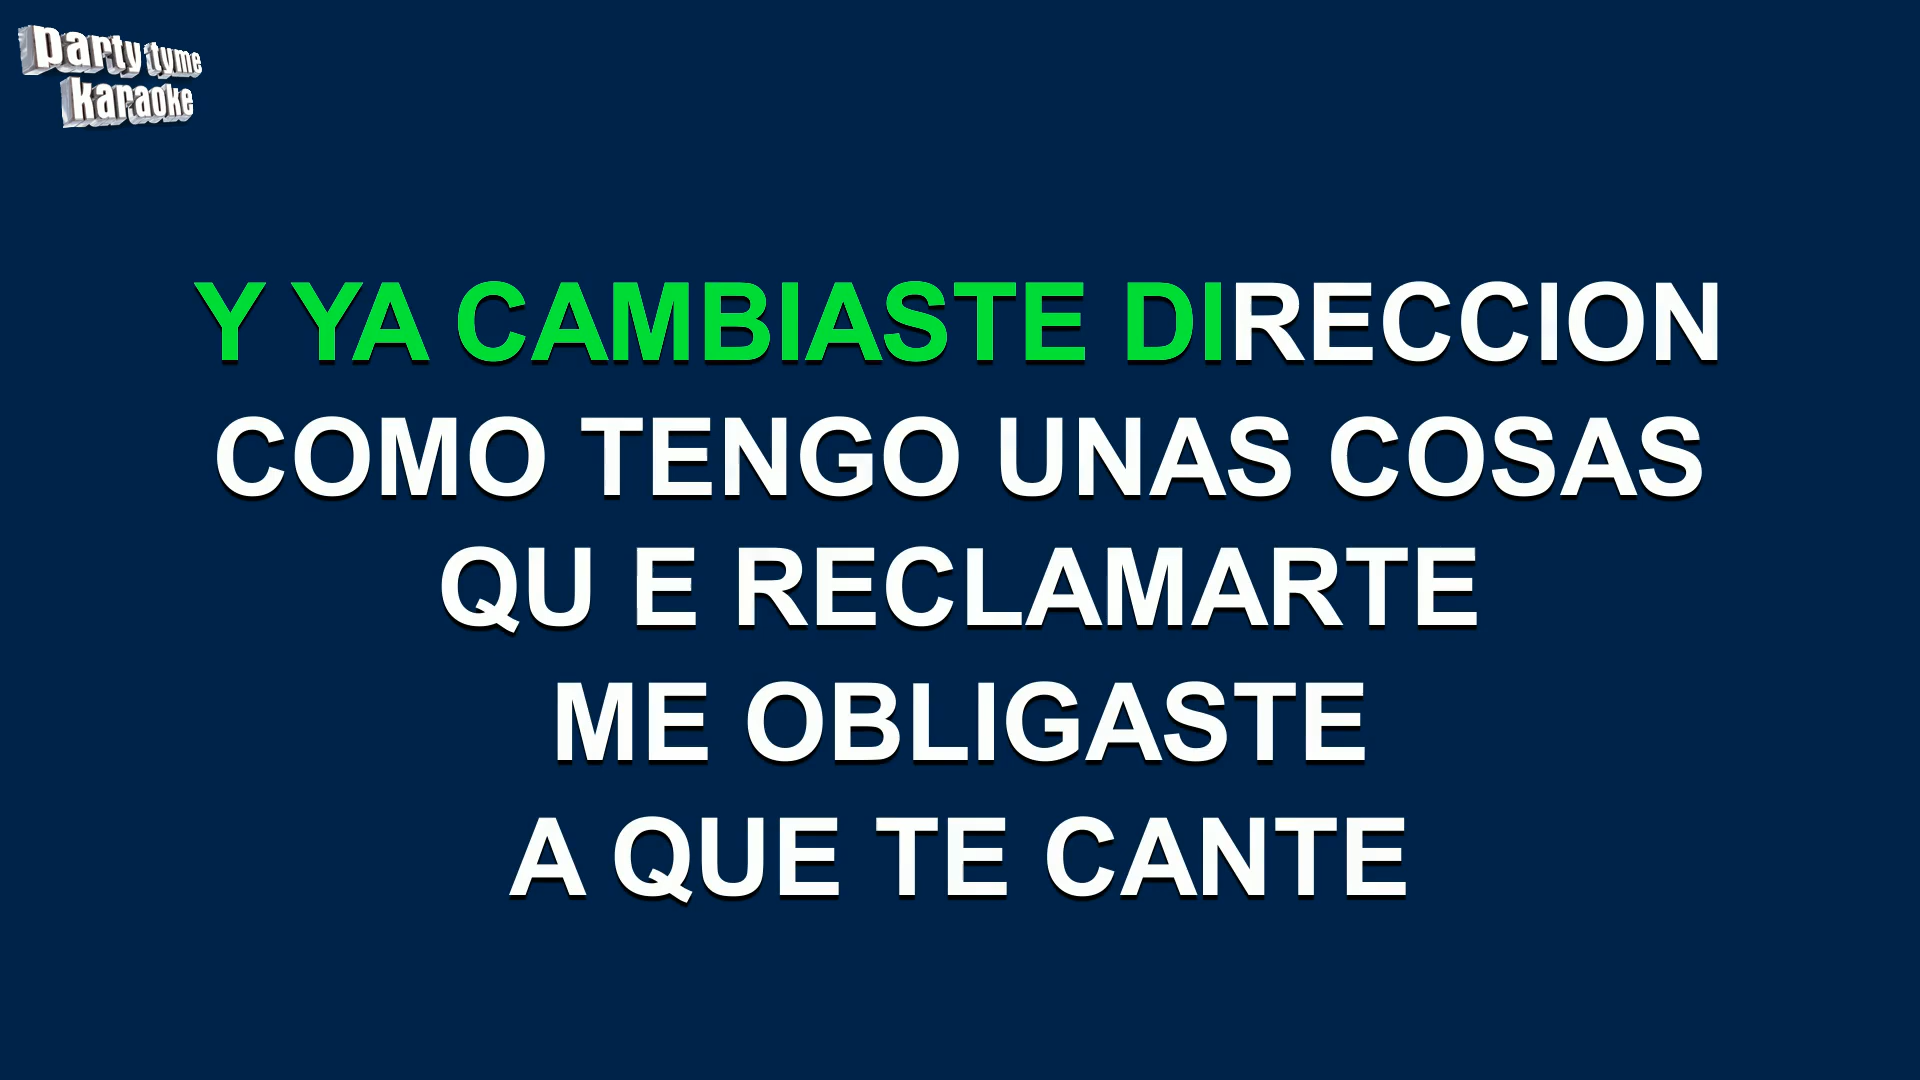 party tyme
karaoke
Y YA CAMBIASTE DIRECCION
COMO TENGO UNAS COSAS
QU E RECLAMARTE
ME OBLIGASTE
A QUE TE CANTE